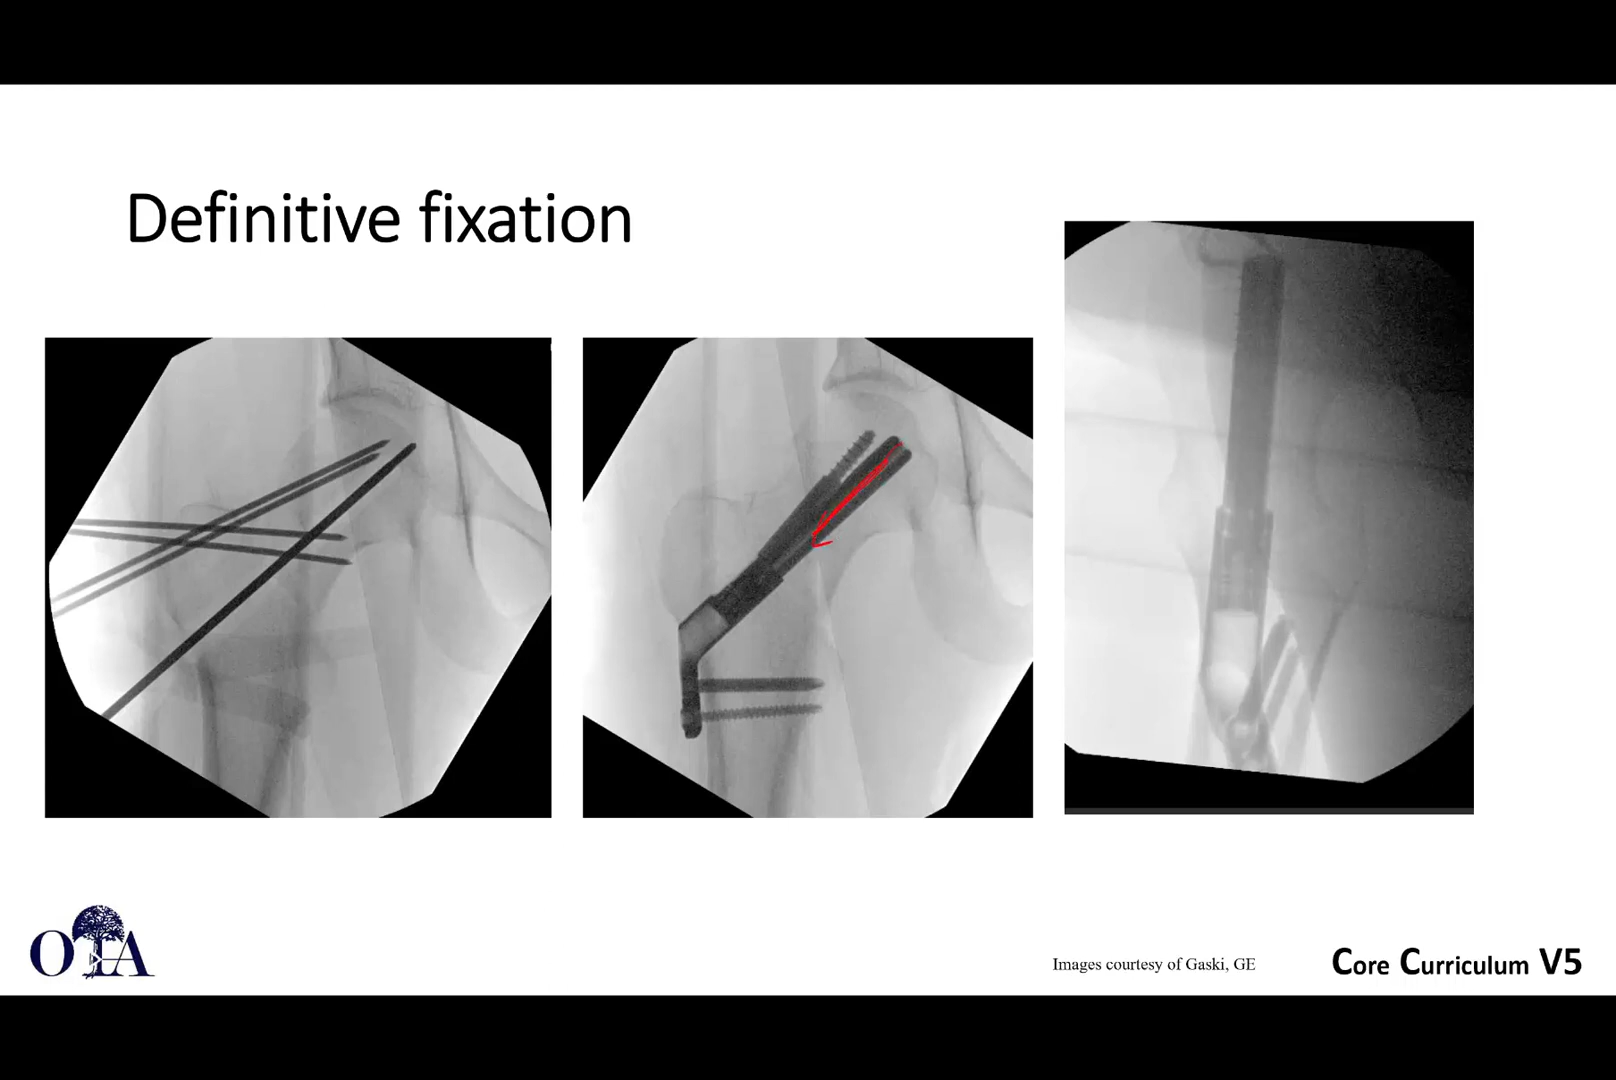 Definitive fixation
OTA
Images courtesy of Gaski, GE
Core Curriculum V5